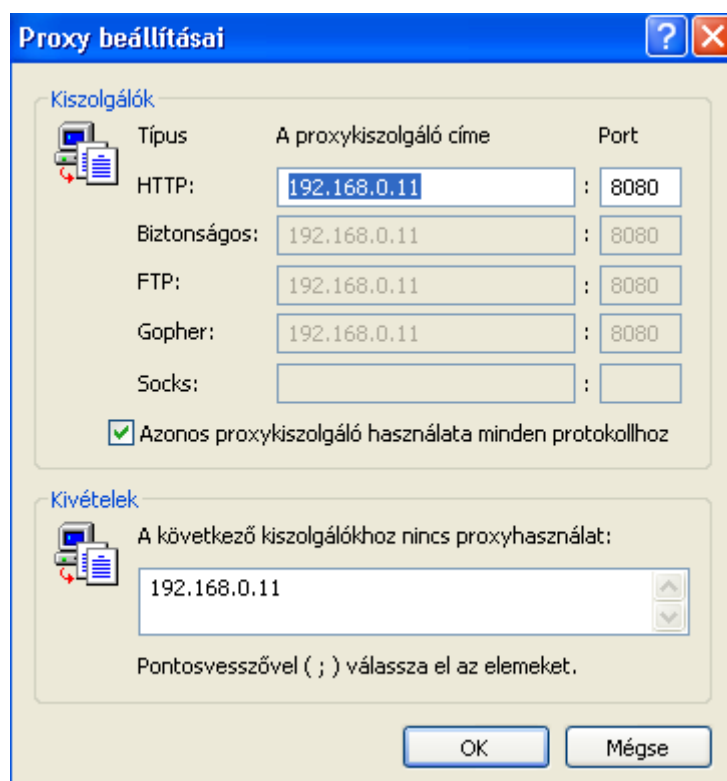 Proxy beállításai
Kiszolgálók
Típus A proxykiszolgáló címe Port
HTTP: 192.168.0.11 : 8080
Biztonságos: 192.168.0.11 : 8080
FTP: 192.168.0.11 : 8080
Gopher: 192.168.0.11 : 8080
Socks: :
Azonos proxykiszolgáló használata minden protokollhoz
Kivételek
A következő kiszolgálókhoz nincs proxyhasználat:
192.168.0.11
Pontosvesszővel ( ; ) válassza el az elemeket.
OK Mégse